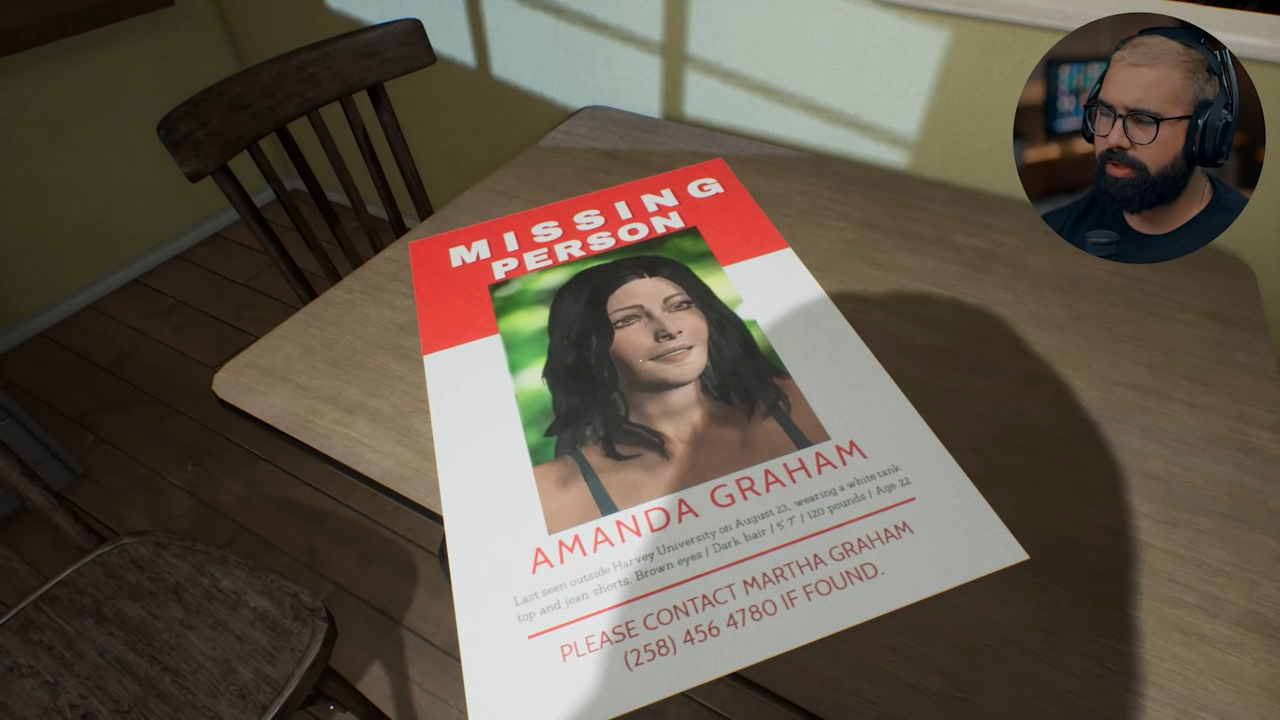 MISSING
PERSON
AMANDA GRAHAM
Last seen outside Harvey University on August 23, wearing a white tank
top and jean shorts. Brown eyes / Dark hair / 5' 7" / 120 pounds / Age 22
PLEASE CONTACT MARTHA GRAHAM
(258) 456 4780 IF FOUND.